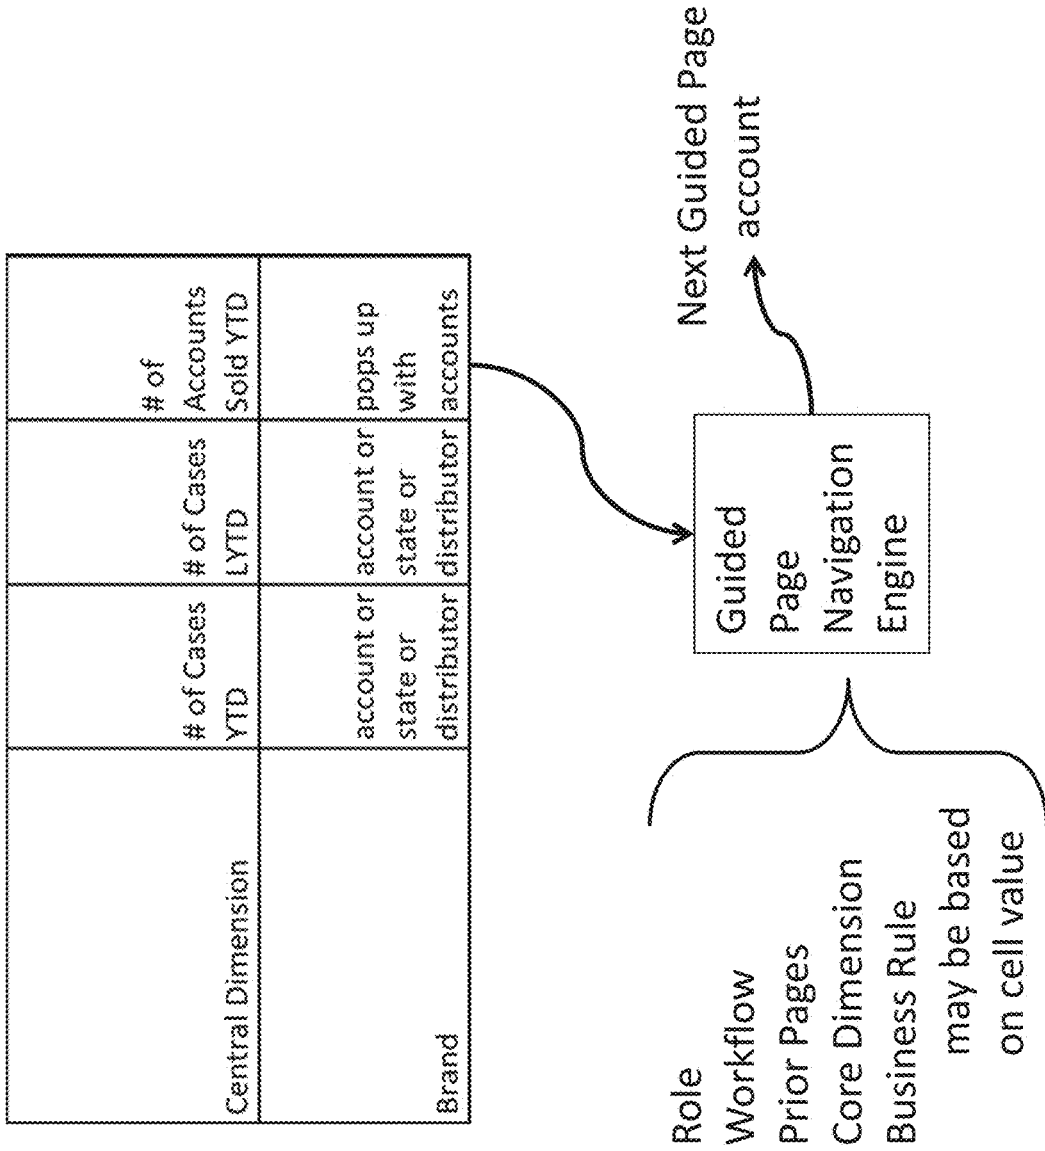 Central Dimension
# of Cases
YTD
# of Cases
LYTD
# of
Accounts
Sold YTD
Brand
account or
state or
distributor
account or
state or
distributor
pops up
with
accounts
Role
Workflow
Prior Pages
Core Dimension
Business Rule
may be based
on cell value
Guided
Page
Navigation
Engine
Next Guided Page
account